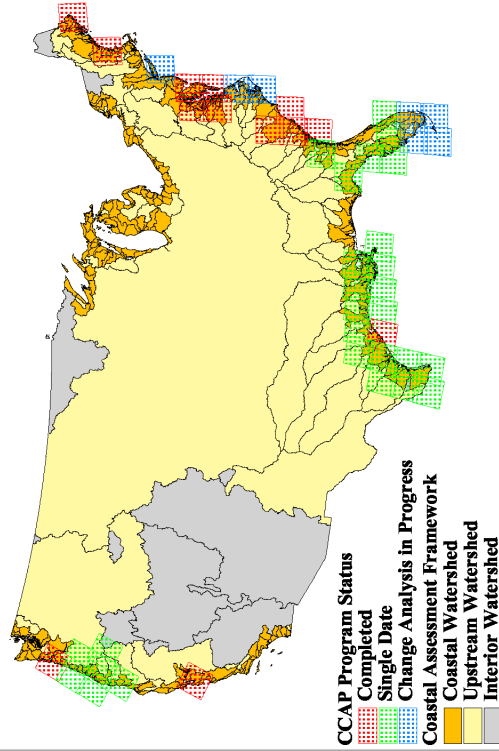 CCAP Program Status
Completed
Single Date
Change Analysis in Progress
Coastal Assessment Framework
Coastal Watershed
Upstream Watershed
Interior Watershed